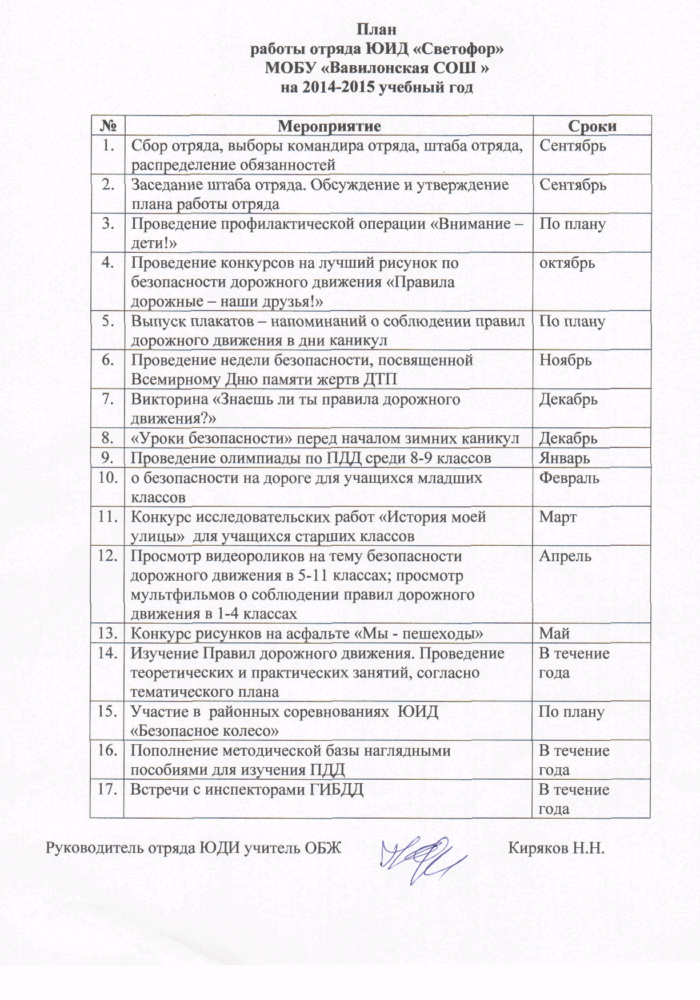 План
работы отряда ЮИД «Светофор»
МОБУ «Вавилонская СОШ »
на 2014-2015 учебный год
№ Мероприятие Сроки
1. Сбор отряда, выборы командира отряда, штаба отряда, Сентябрь
распределение обязанностей
2. Заседание штаба отряда. Обсуждение и утверждение Сентябрь
плана работы отряда
3. Проведение профилактической операции «Внимание – По плану
дети!»
4. Проведение конкурсов на лучший рисунок по октябрь
безопасности дорожного движения «Правила
дорожные – наши друзья!»
5. Выпуск плакатов – напоминаний о соблюдении правил По плану
дорожного движения в дни каникул
6. Проведение недели безопасности, посвященной Ноябрь
Всемирному Дню памяти жертв ДТП
7. Викторина «Знаешь ли ты правила дорожного Декабрь
движения?»
8. «Уроки безопасности» перед началом зимних каникул Декабрь
9. Проведение олимпиады по ПДД среди 8-9 классов Январь
10. о безопасности на дороге для учащихся младших Февраль
классов
11. Конкурс исследовательских работ «История моей Март
улицы» для учащихся старших классов
12. Просмотр видеороликов на тему безопасности Апрель
дорожного движения в 5-11 классах; просмотр
мультфильмов о соблюдении правил дорожного
движения в 1-4 классах
13. Конкурс рисунков на асфальте «Мы - пешеходы» Май
14. Изучение Правил дорожного движения. Проведение В течение
теоретических и практических занятий, согласно года
тематического плана
15. Участие в районных соревнованиях ЮИД По плану
«Безопасное колесо»
16. Пополнение методической базы наглядными В течение
пособиями для изучения ПДД года
17. Встречи с инспекторами ГИБДД В течение
года
Руководитель отряда ЮДИ учитель ОБЖ Киряков Н.Н.